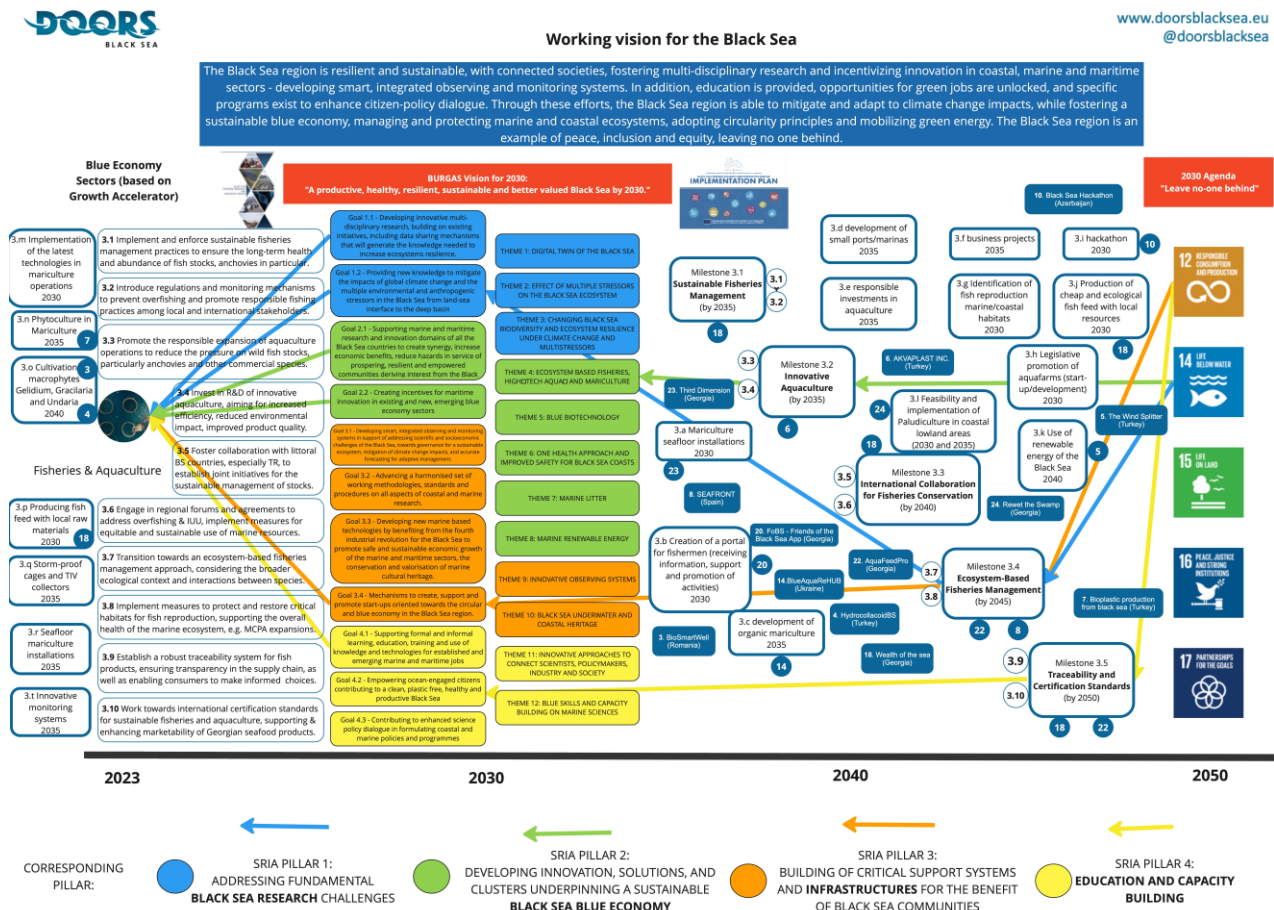 DOORS
BLACK SEA
www.doorsblacksea.eu
@doorsblacksea
Working vision for the Black Sea
The Black Sea region is resilient and sustainable, with connected societies, fostering multi-disciplinary research and incentivizing innovation in coastal, marine and maritime
sectors - developing smart, integrated observing and monitoring systems. In addition, education is provided, opportunities for green jobs are unlocked, and specific
programs exist to enhance citizen-policy dialogue. Through these efforts, the Black Sea region is able to mitigate and adapt to climate change impacts, while fostering a
sustainable blue economy, managing and protecting marine and coastal ecosystems, adopting circularity principles and mobilizing green energy. The Black Sea region is an
example of peace, inclusion and equity, leaving no one behind.
Blue Economy
Sectors (based on
Growth Accelerator)
BURGAS Vision for 2030:
"A productive, healthy, resilient, sustainable and better valued Black Sea by 2030."
IMPLEMENTATION PLAN
2030 Agenda
"Leave no-one behind"
3.m Implementation
of the latest
technologies in
mariculture
operations
2030
3.n Phytoculture in
Mariculture
2035
7
3.o Cultivation
macrophytes
Gelidium, Gracilaria
and Undaria
2040
3
4
Fisheries & Aquaculture
3.p Producing fish
feed with local raw
materials
2030
18
3.q Storm-proof
cages and TIV
collectors
2035
3.r Seafloor
mariculture
installations
2035
3.t Innovative
monitoring
systems
2035
3.1 Implement and enforce sustainable fisheries
management practices to ensure the long-term health
and abundance of fish stocks, anchovies in particular.
3.2 Introduce regulations and monitoring mechanisms
to prevent overfishing and promote responsible fishing
practices among local and international stakeholders.
3.3 Promote the responsible expansion of aquaculture
operations to reduce the pressure on wild fish stocks,
particularly anchovies and other commercial species.
3.4 Invest in R&D of innovative
aquaculture, aiming for increased
efficiency, reduced environmental
impact, improved product quality.
3.5 Foster collaboration with littoral
BS countries, especially TR, to
establish joint initiatives for the
sustainable management of stocks.
3.6 Engage in regional forums and agreements to
address overfishing & IUU, implement measures for
equitable and sustainable use of marine resources.
3.7 Transition towards an ecosystem-based fisheries
management approach, considering the broader
ecological context and interactions between species.
3.8 Implement measures to protect and restore critical
habitats for fish reproduction, supporting the overall
health of the marine ecosystem, e.g. MCPA expansions.
3.9 Establish a robust traceability system for fish
products, ensuring transparency in the supply chain, as
well as enabling consumers to make informed choices.
3.10 Work towards international certification standards
for sustainable fisheries and aquaculture, supporting &
enhancing marketability of Georgian seafood products.
Goal 1.1 - Developing innovative multi-
disciplinary research, building on existing
initiatives, including data sharing mechanisms
that will generate the knowledge needed to
increase ecosystems resilience.
Goal 1.2 - Providing new knowledge to mitigate
the impacts of global climate change and the
multiple environmental and anthropogenic
stressors in the Black Sea from land-sea
interface to the deep basin
Goal 2.1 - Supporting marine and maritime
research and innovation domains of all the
Black Sea countries to create synergy, increase
economic benefits, reduce hazards in service of
prospering, resilient and empowered
communities deriving interest from the Black
Goal 2.2 - Creating incentives for maritime
innovation in existing and new, emerging blue
economy sectors
Goal 3.1 - Developing smart, integrated observing and monitoring
systems in support of addressing scientific and socioeconomic
challenges of the Black Sea, towards governance for a sustainable
ecosystem, mitigation of climate change impacts, and accurate
forecasting for adaptive management.
Goal 3.2 - Advancing a harmonised set of
working methodologies, standards and
procedures on all aspects of coastal and marine
research.
Goal 3.3 - Developing new marine based
technologies by benefiting from the fourth
industrial revolution for the Black Sea to
promote safe and sustainable economic growth
of the marine and maritime sectors, the
conservation and valorisation of marine
cultural heritage.
Goal 3.4 - Mechanisms to create, support and
promote start-ups oriented towards the circular
and blue economy in the Black Sea region.
Goal 4.1 - Supporting formal and informal
learning, education, training and use of
knowledge and technologies for established and
emerging marine and maritime jobs
Goal 4.2 - Empowering ocean-engaged citizens
contributing to a clean, plastic free, healthy and
productive Black Sea
Goal 4.3 - Contributing to enhanced science
policy dialogue in formulating coastal and
marine policies and programmes
THEME 1: DIGITAL TWIN OF THE BLACK SEA
THEME 2: EFFECT OF MULTIPLE STRESSORS
ON THE BLACK SEA ECOSYSTEM
THEME 3: CHANGING BLACK SEA
BIODIVERSITY AND ECOSYSTEM RESILIENCE
UNDER CLIMATE CHANGE AND
MULTISTRESSORS
THEME 4: ECOSYSTEM BASED FISHERIES,
HIGHTECH AQUAD AND MARICULTURE
THEME 5: BLUE BIOTECHNOLOGY
THEME 6: ONE HEALTH APPROACH AND
IMPROVED SAFETY FOR BLACK SEA COASTS
THEME 7: MARINE LITTER
THEME 8: MARINE RENEWABLE ENERGY
THEME 9: INNOVATIVE OBSERVING SYSTEMS
THEME 10: BLACK SEA UNDERWATER AND
COASTAL HERITAGE
THEME 11: INNOVATIVE APPROACHES TO
CONNECT SCIENTISTS, POLICYMAKERS,
INDUSTRY AND SOCIETY
THEME 12: BLUE SKILLS AND CAPACITY
BUILDING ON MARINE SCIENCES
Milestone 3.1
Sustainable Fisheries
Management
(by 2035)
3.1
3.2
18
3.3
3.4
Milestone 3.2
Innovative
Aquaculture
(by 2035)
6
23. Third Dimension
(Georgia)
3.a Mariculture
seafloor installations
2030
23
8. SEAFRONT
(Spain)
3.b Creation of a portal
for fishermen (receiving
information, support
and promotion of
activities)
2030
20. FoBS - Friends of the
Black Sea App (Georgia)
20
3. BioSmartWell
(Romania)
3.c development of
organic mariculture
2035
14
14.BlueAquaReHUB
(Ukraine)
22. AquaFeedPro
(Georgia)
4. HydrocollacoidBS
(Turkey)
18. Wealth of the sea
(Georgia)
3.d development of
small ports/marinas
2035
3.e responsible
investments in
aquaculture
2035
6. AKVAPLAST INC.
(Turkey)
24
3.l Feasibility and
implementation of
Paludiculture in coastal
lowland areas
(2030 and 2035)
18
3.5
3.6
Milestone 3.3
International Collaboration
for Fisheries Conservation
(by 2040)
3.7
3.8
Milestone 3.4
Ecosystem-Based
Fisheries Management
(by 2045)
22
8
3.9
3.10
Milestone 3.5
Traceability and
Certification Standards
(by 2050)
18
22
10. Black Sea Hackathon
(Azerbaijan)
3.f business projects
2035
3.i hackathon
2030
10
3.g Identification of
fish reproduction
marine/coastal
habitats
2030
3.j Production of
cheap and ecological
fish feed with local
resources
2030
18
3.h Legislative
promotion of
aquafarms (start-
up/development)
2030
5. The Wind Splitter
(Turkey)
3.k Use of
renewable
energy of the
Black Sea
2040
5
24. Rewet the Swamp
(Georgia)
7. Bioplastic production
from black sea (Turkey)
12 RESPONSIBLE
CONSUMPTION
AND PRODUCTION
14 LIFE
BELOW WATER
15 LIFE
ON LAND
16 PEACE, JUSTICE
AND STRONG
INSTITUTIONS
17 PARTNERSHIPS
FOR THE GOALS
2023
2030
2040
2050
CORRESPONDING
PILLAR:
SRIA PILLAR 1:
ADDRESSING FUNDAMENTAL
BLACK SEA RESEARCH CHALLENGES
SRIA PILLAR 2:
DEVELOPING INNOVATION, SOLUTIONS, AND
CLUSTERS UNDERPINNING A SUSTAINABLE
BLACK SEA BLUE ECONOMY
SRIA PILLAR 3:
BUILDING OF CRITICAL SUPPORT SYSTEMS
AND INFRASTRUCTURES FOR THE BENEFIT
OF BLACK SEA COMMUNITIES
SRIA PILLAR 4:
EDUCATION AND CAPACITY
BUILDING